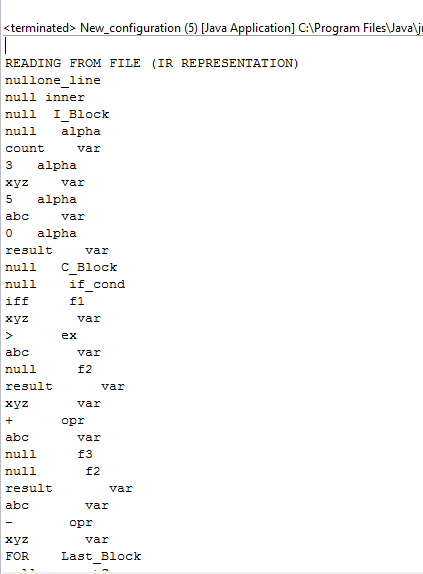 <terminated> New_configuration (5) [Java Application] C:\Program Files\Java\j
READING FROM FILE (IR REPRESENTATION)
nullone_line
null inner
null  I_Block
null   alpha
count    var
3   alpha
xyz    var
5   alpha
abc    var
0   alpha
result    var
null   C_Block
null    if_cond
iff     f1
xyz      var
>      ex
abc      var
null     f2
result      var
xyz      var
+      opr
abc      var
null     f3
null      f2
result       var
abc       var
-       opr
xyz       var
FOR    Last_Block